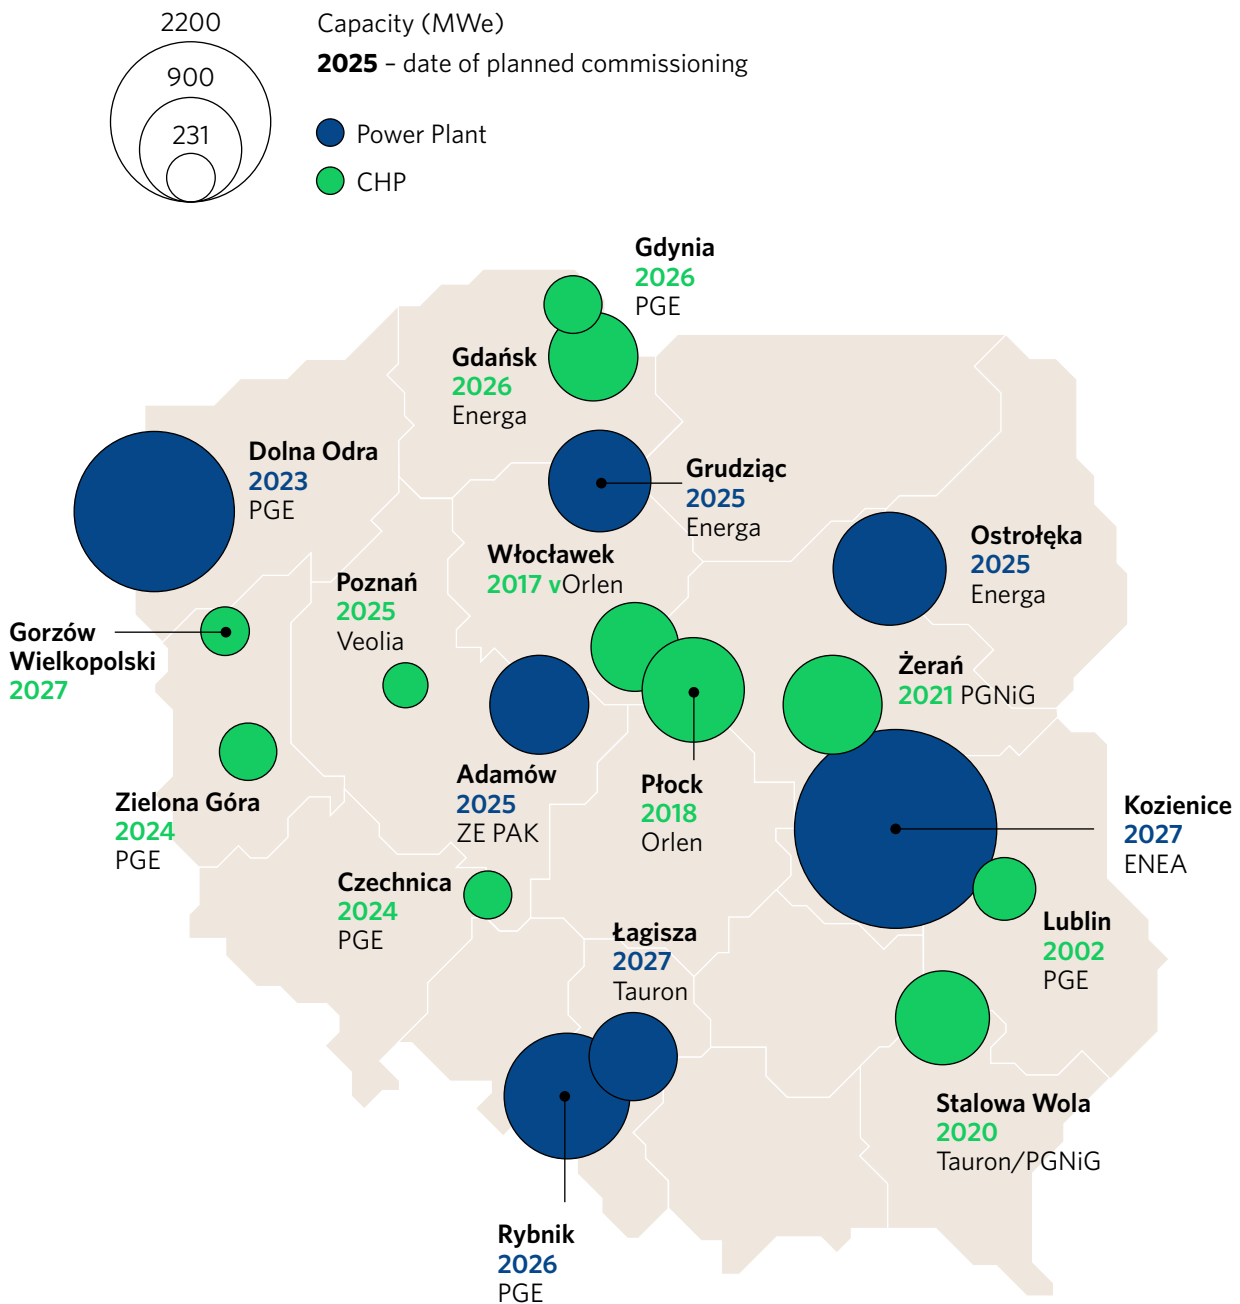 2200
900
231
Capacity (MWe)
2025 – date of planned commissioning
Power Plant
CHP
Gdynia
2026
PGE
Gdańsk
2026
Energa
Dolna Odra
2023
PGE
Grudziąc
2025
Energa
Ostrołęka
2025
Energa
Włocławek
2017 vOrlen
Poznań
2025
Veolia
Gorzów
Wielkopolski
2027
Żerań
2021 PGNiG
Zielona Góra
2024
PGE
Adamów
2025
ZE PAK
Płock
2018
Orlen
Kozienice
2027
ENEA
Czechnica
2024
PGE
Łagisza
2027
Tauron
Lublin
2002
PGE
Stalowa Wola
2020
Tauron/PGNiG
Rybnik
2026
PGE